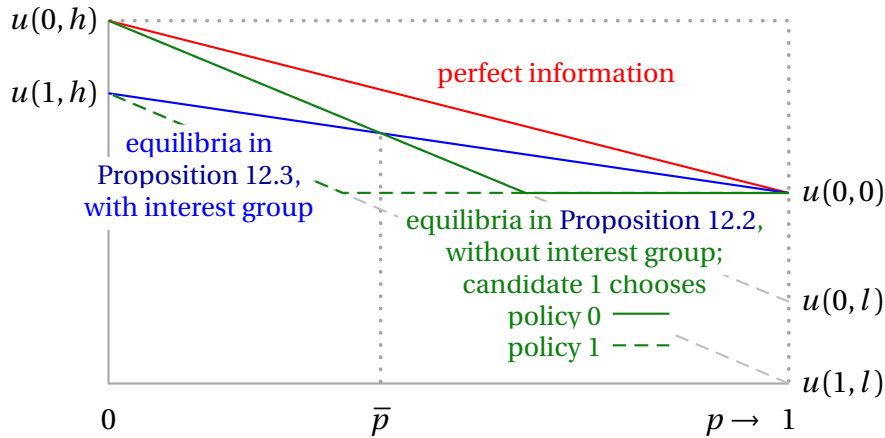 u(0, h)
perfect information
u(1, h)
equilibria in
Proposition 12.3,
with interest group
u(0, 0)
equilibria in Proposition 12.2,
without interest group;
candidate 1 chooses
policy 0
policy 1
u(0, l)
u(1, l)
0
p̅
p →
1